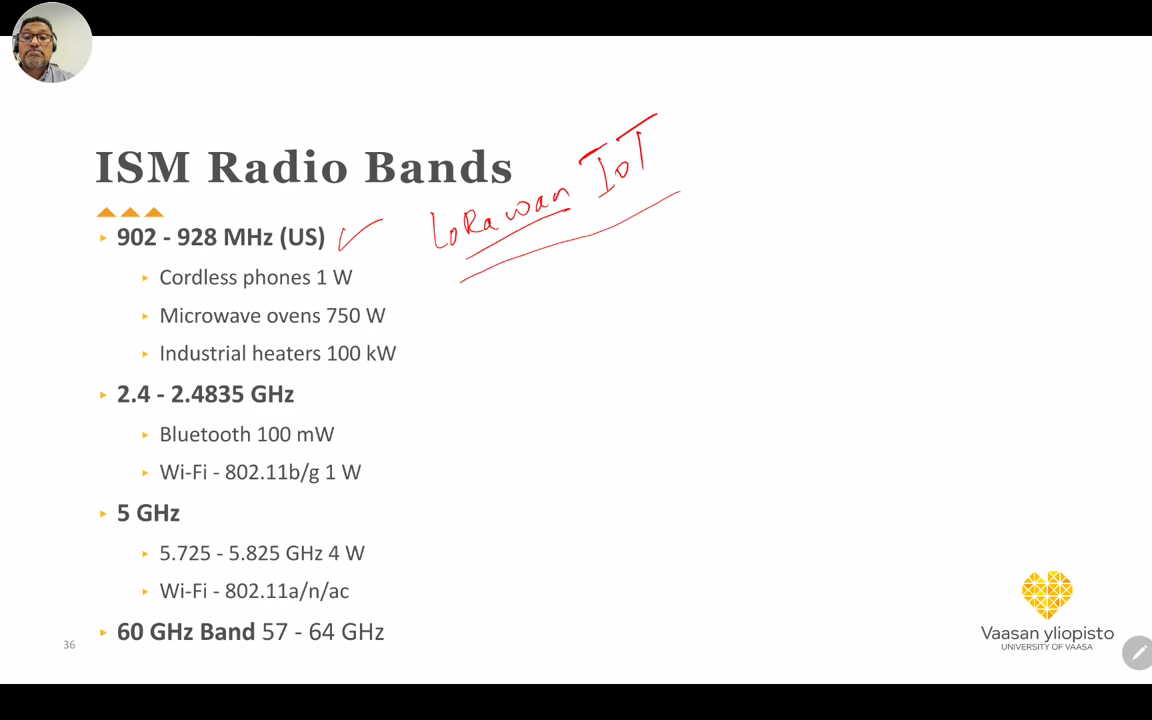 ISM Radio Bands
LoRawan IoT
902 - 928 MHz (US)
Cordless phones 1 W
Microwave ovens 750 W
Industrial heaters 100 kW
2.4 - 2.4835 GHz
Bluetooth 100 mW
Wi-Fi - 802.11b/g 1 W
5 GHz
5.725 - 5.825 GHz 4 W
Wi-Fi - 802.11a/n/ac
60 GHz Band 57 - 64 GHz
36
Vaasan yliopisto
UNIVERSITY OF VAASA